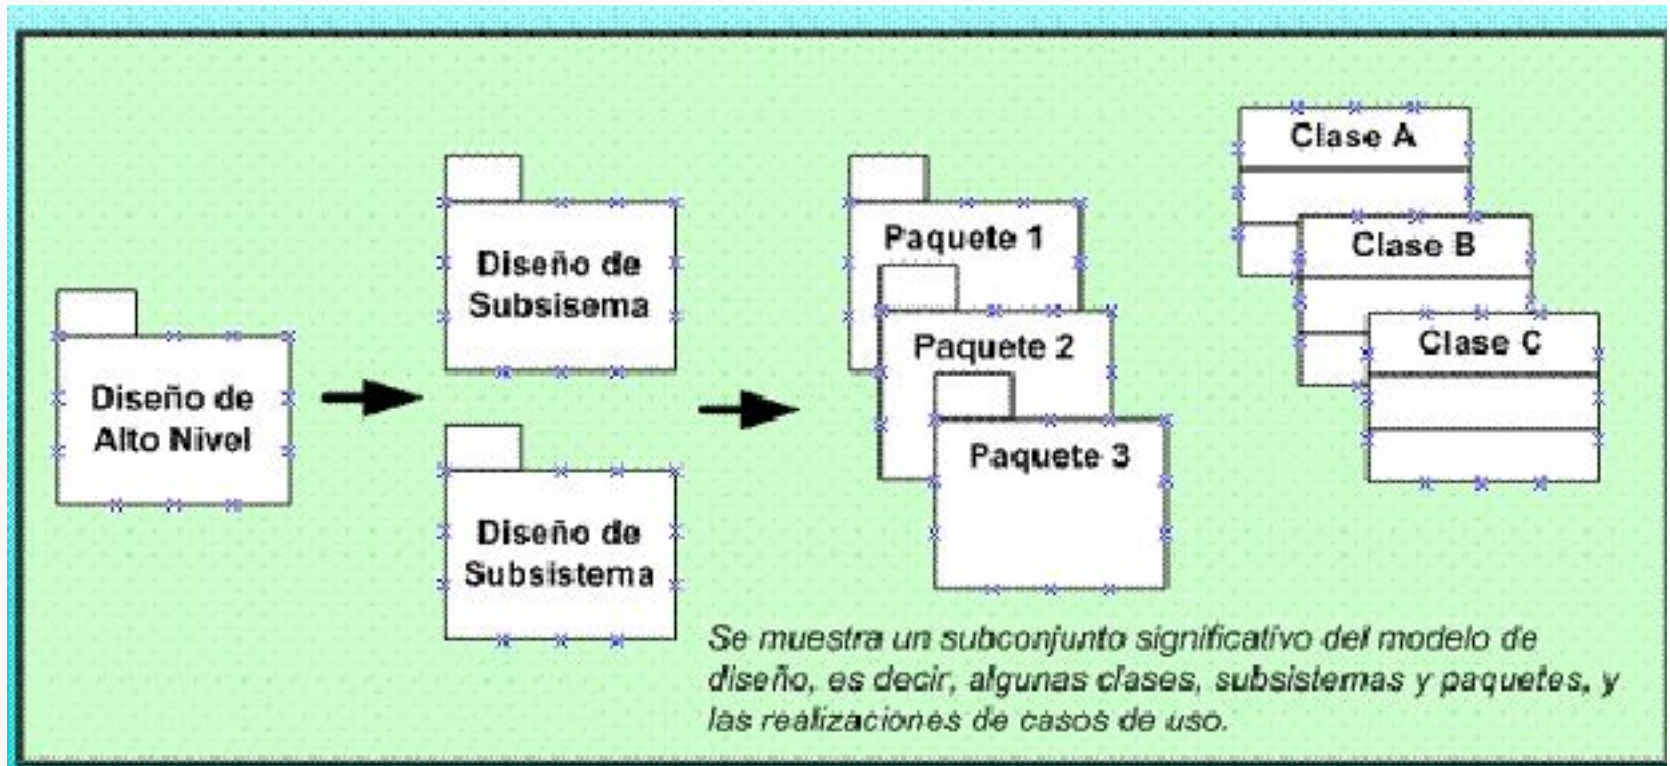 Diseño de
Alto Nivel
Diseño de
Subsisema
Diseño de
Subsistema
Paquete 1
Paquete 2
Paquete 3
Clase A
Clase B
Clase C
Se muestra un subconjunto significativo del modelo de
diseño, es decir, algunas clases, subsistemas y paquetes, y
las realizaciones de casos de uso.